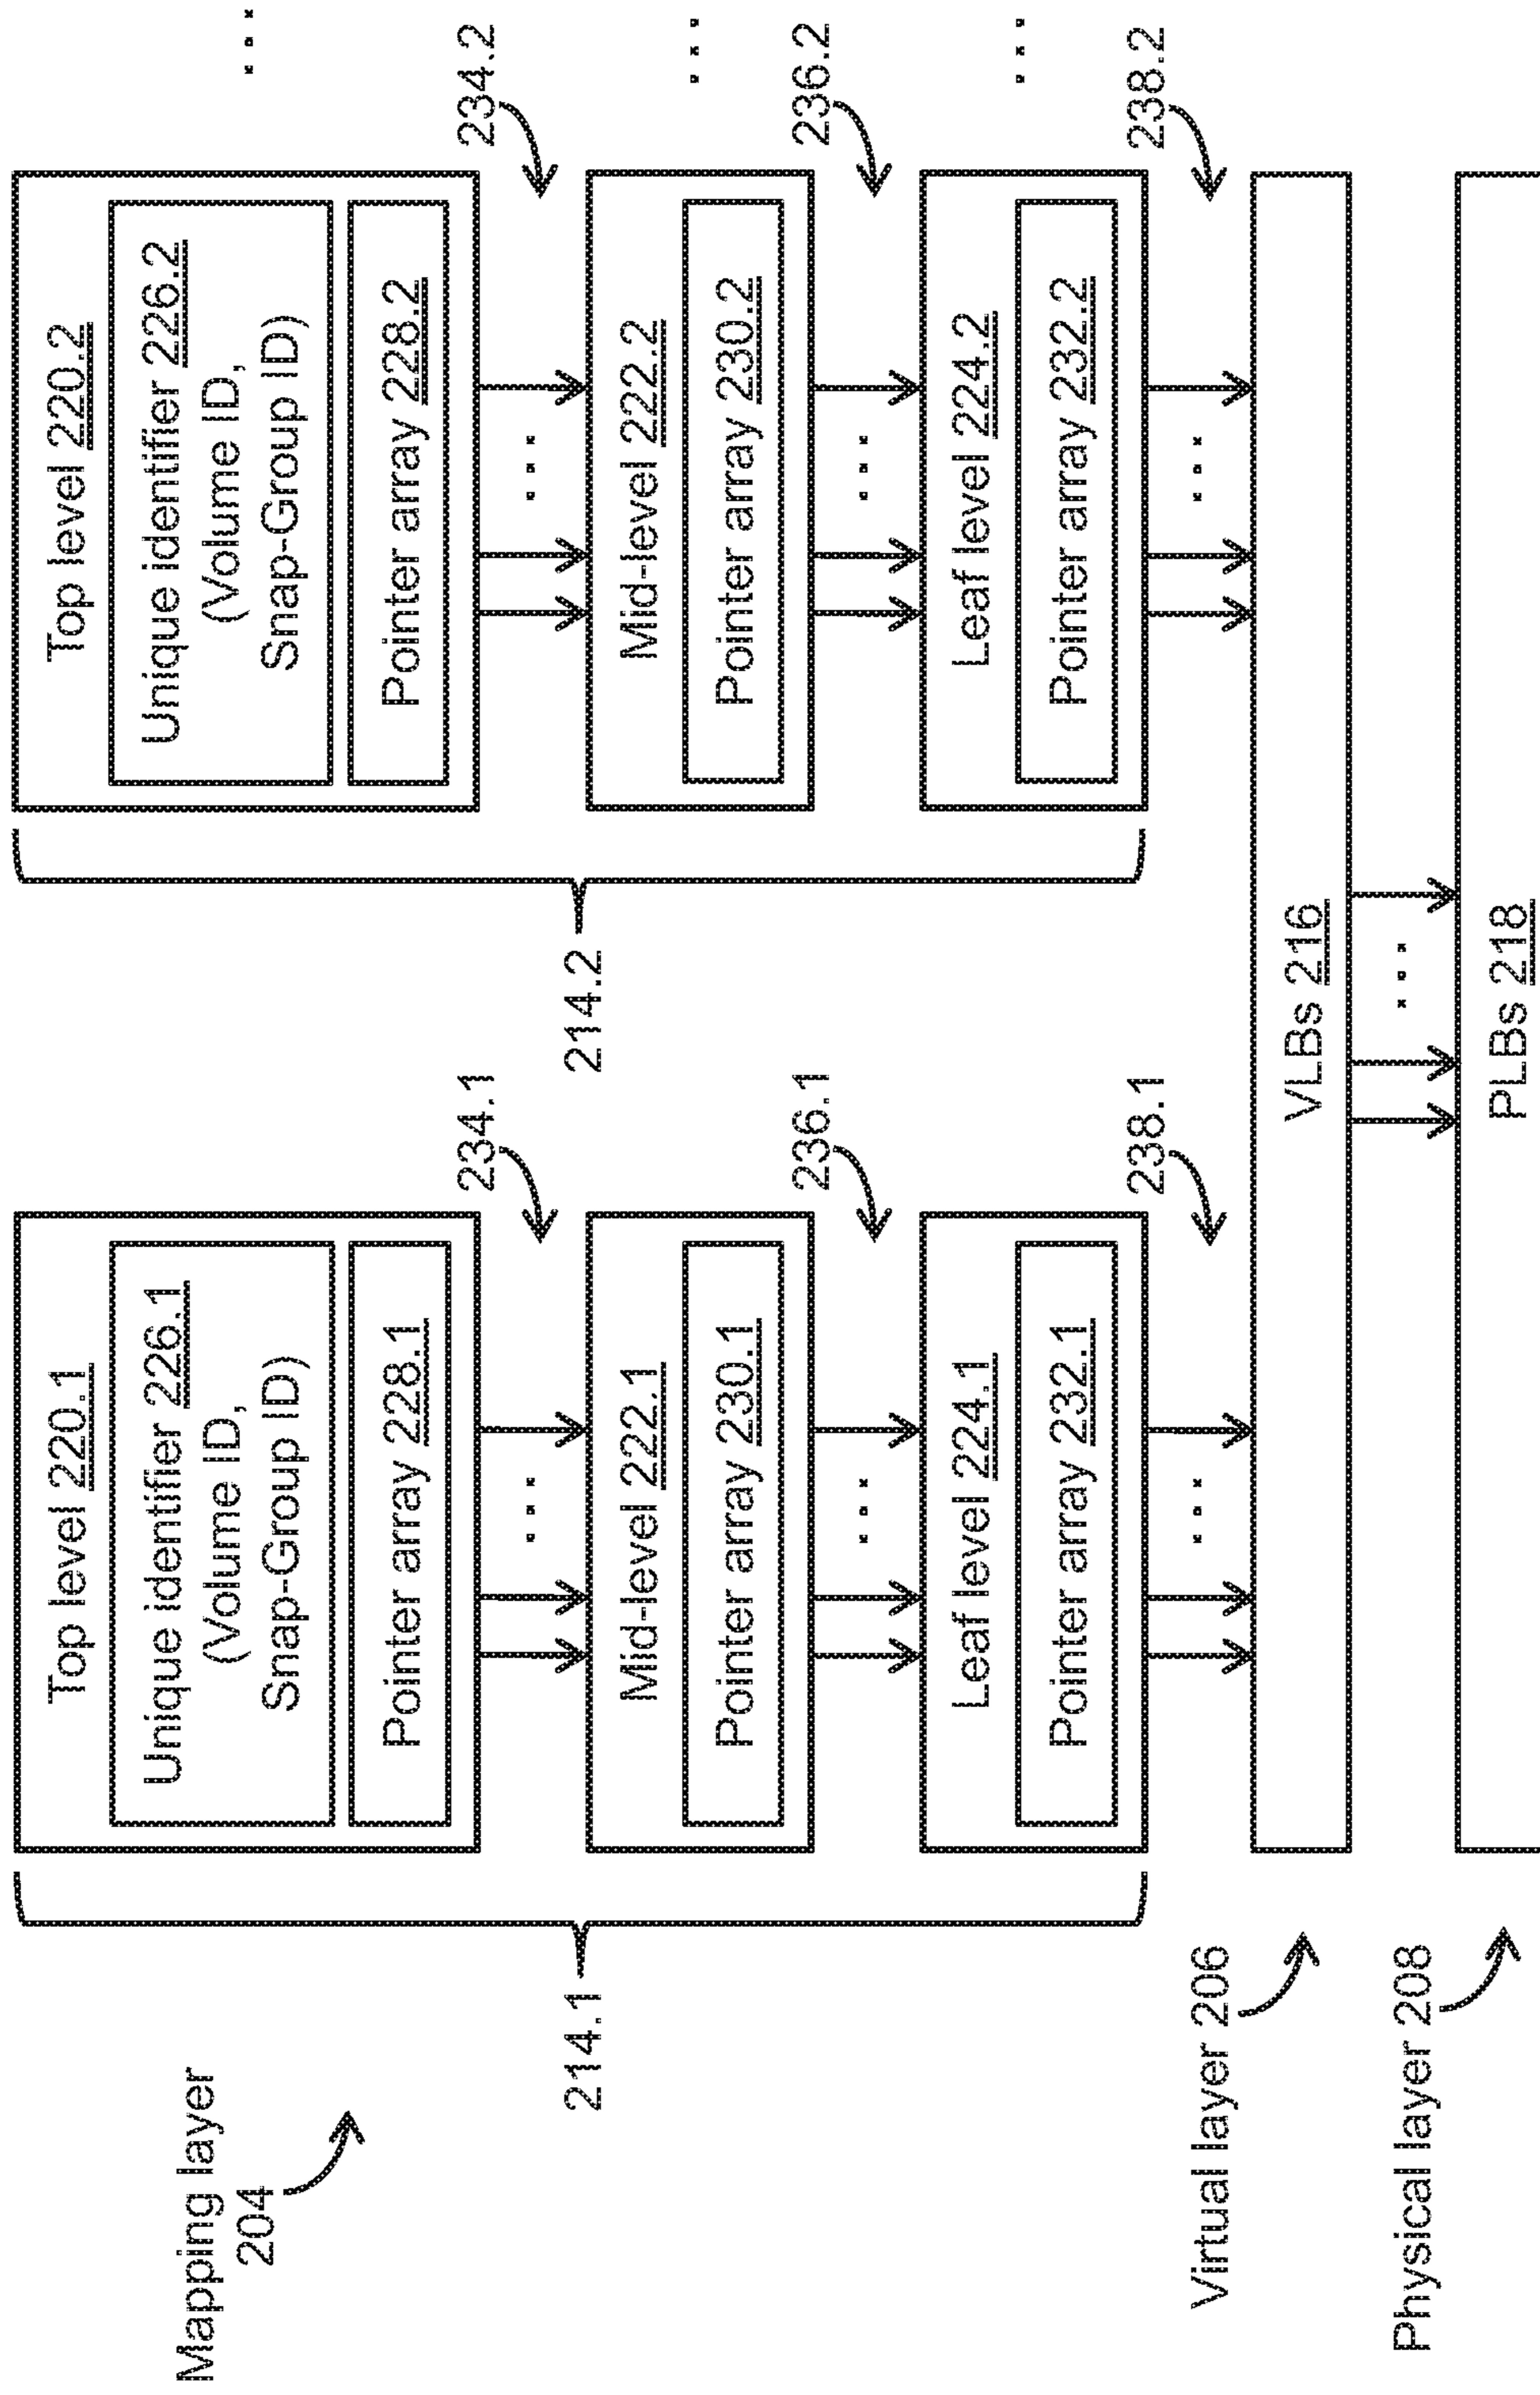 Mapping layer
204
214.1
Top level 220.1
Unique identifier 226.1
(Volume ID,
Snap-Group ID)
Pointer array 228.1
234.1
Mid-level 222.1
Pointer array 230.1
236.1
Leaf level 224.1
Pointer array 232.1
238.1
214.2
Top level 220.2
Unique identifier 226.2
(Volume ID,
Snap-Group ID)
Pointer array 228.2
234.2
Mid-level 222.2
Pointer array 230.2
236.2
Leaf level 224.2
Pointer array 232.2
238.2
Virtual layer 206
VLBs 216
Physical layer 208
PLBs 218